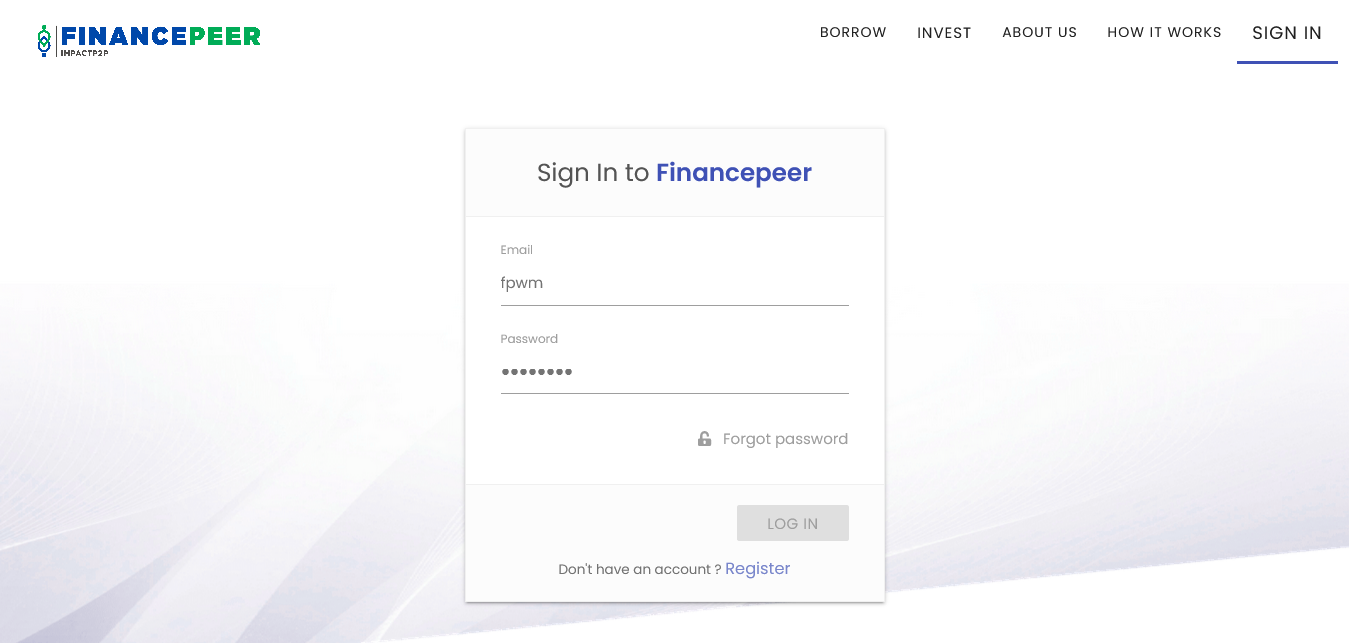 FINANCEPEER
IMPACTP2P
BORROW
INVEST
ABOUT US
HOW IT WORKS
SIGN IN
Sign In to Financepeer
Email
fpwm
Password
••••••••
Forgot password
LOG IN
Don't have an account ? Register